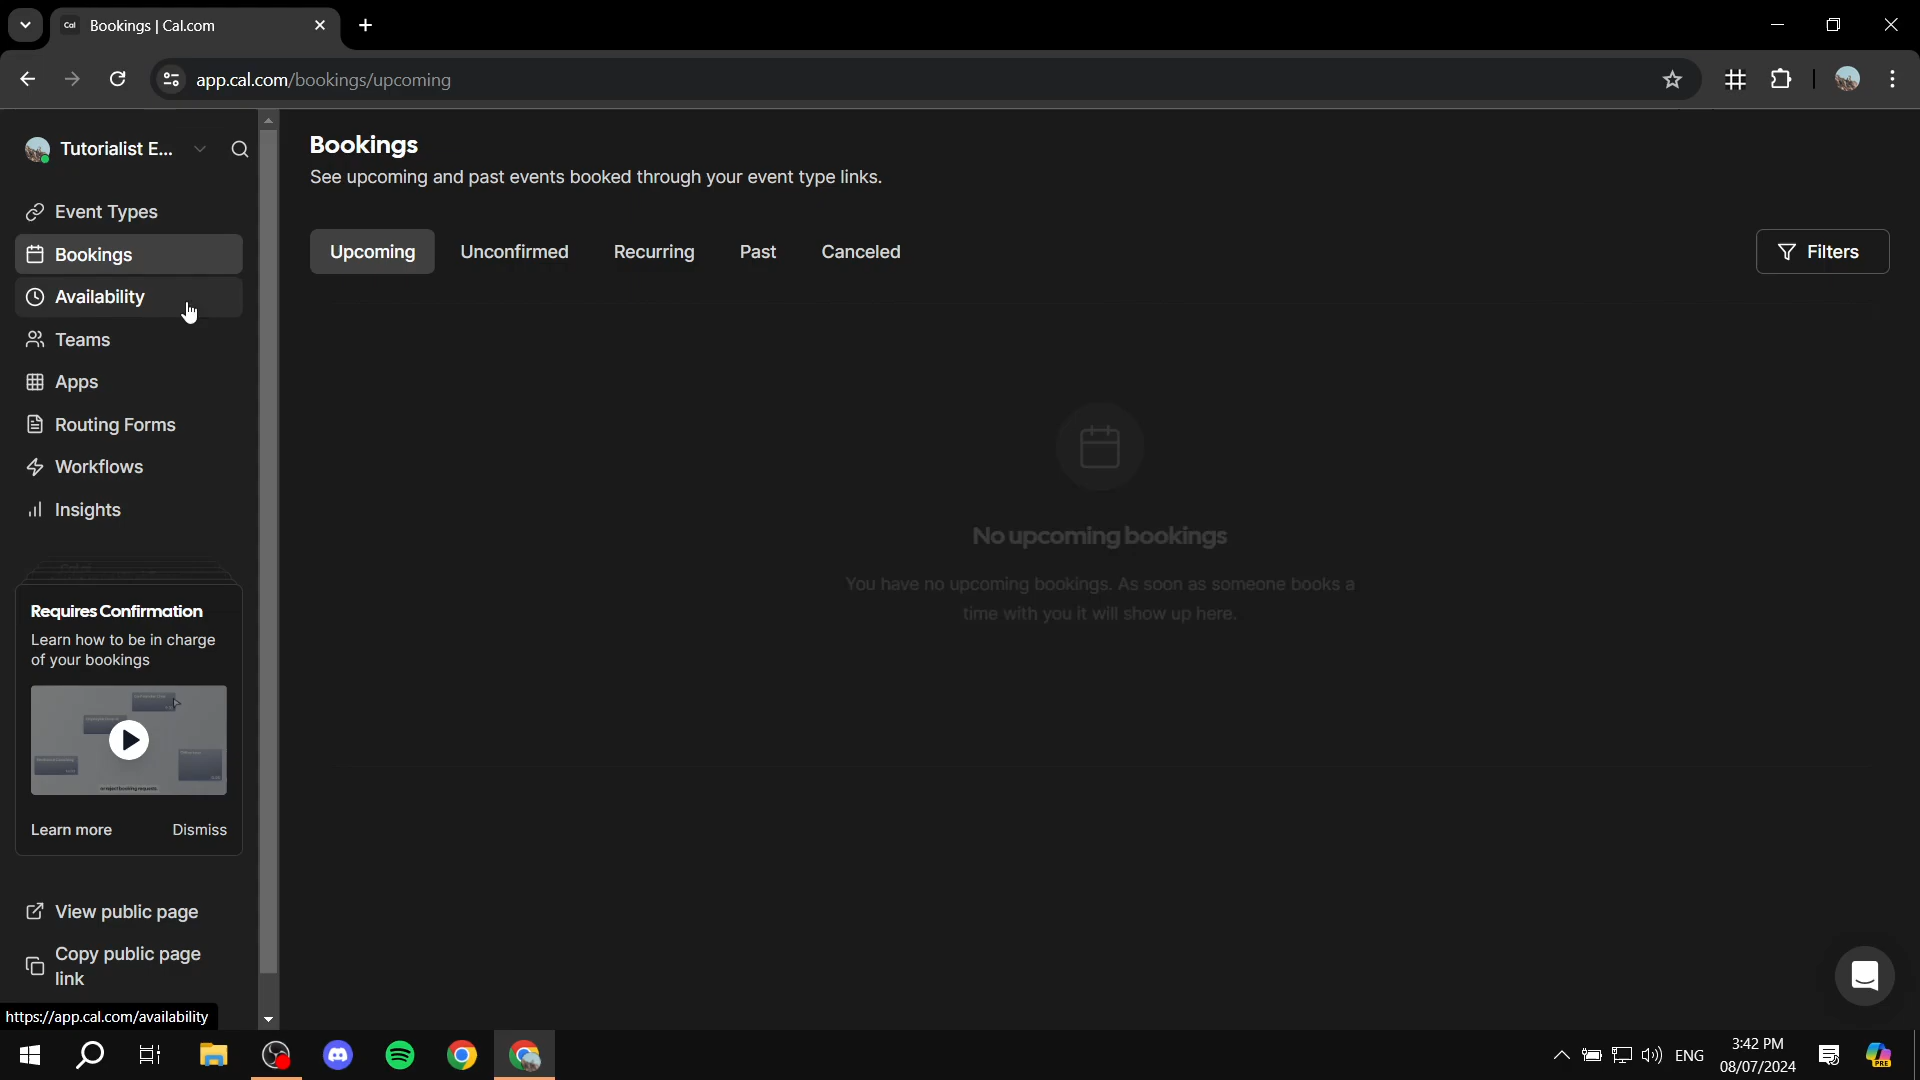 Cal Bookings | Cal.com
app.cal.com/bookings/upcoming
Tutorialist E...
Event Types
Bookings
Availability
Teams
Apps
Routing Forms
Workflows
Insights
Requires Confirmation
Learn how to be in charge
of your bookings
Learn more Dismiss
View public page
Copy public page
link
https://app.cal.com/availability
Bookings
See upcoming and past events booked through your event type links.
Upcoming Unconfirmed Recurring Past Canceled Filters
No upcoming bookings
You have no upcoming bookings. As soon as someone books a
time with you it will show up here.
ENG
3:42 PM
08/07/2024
PRE